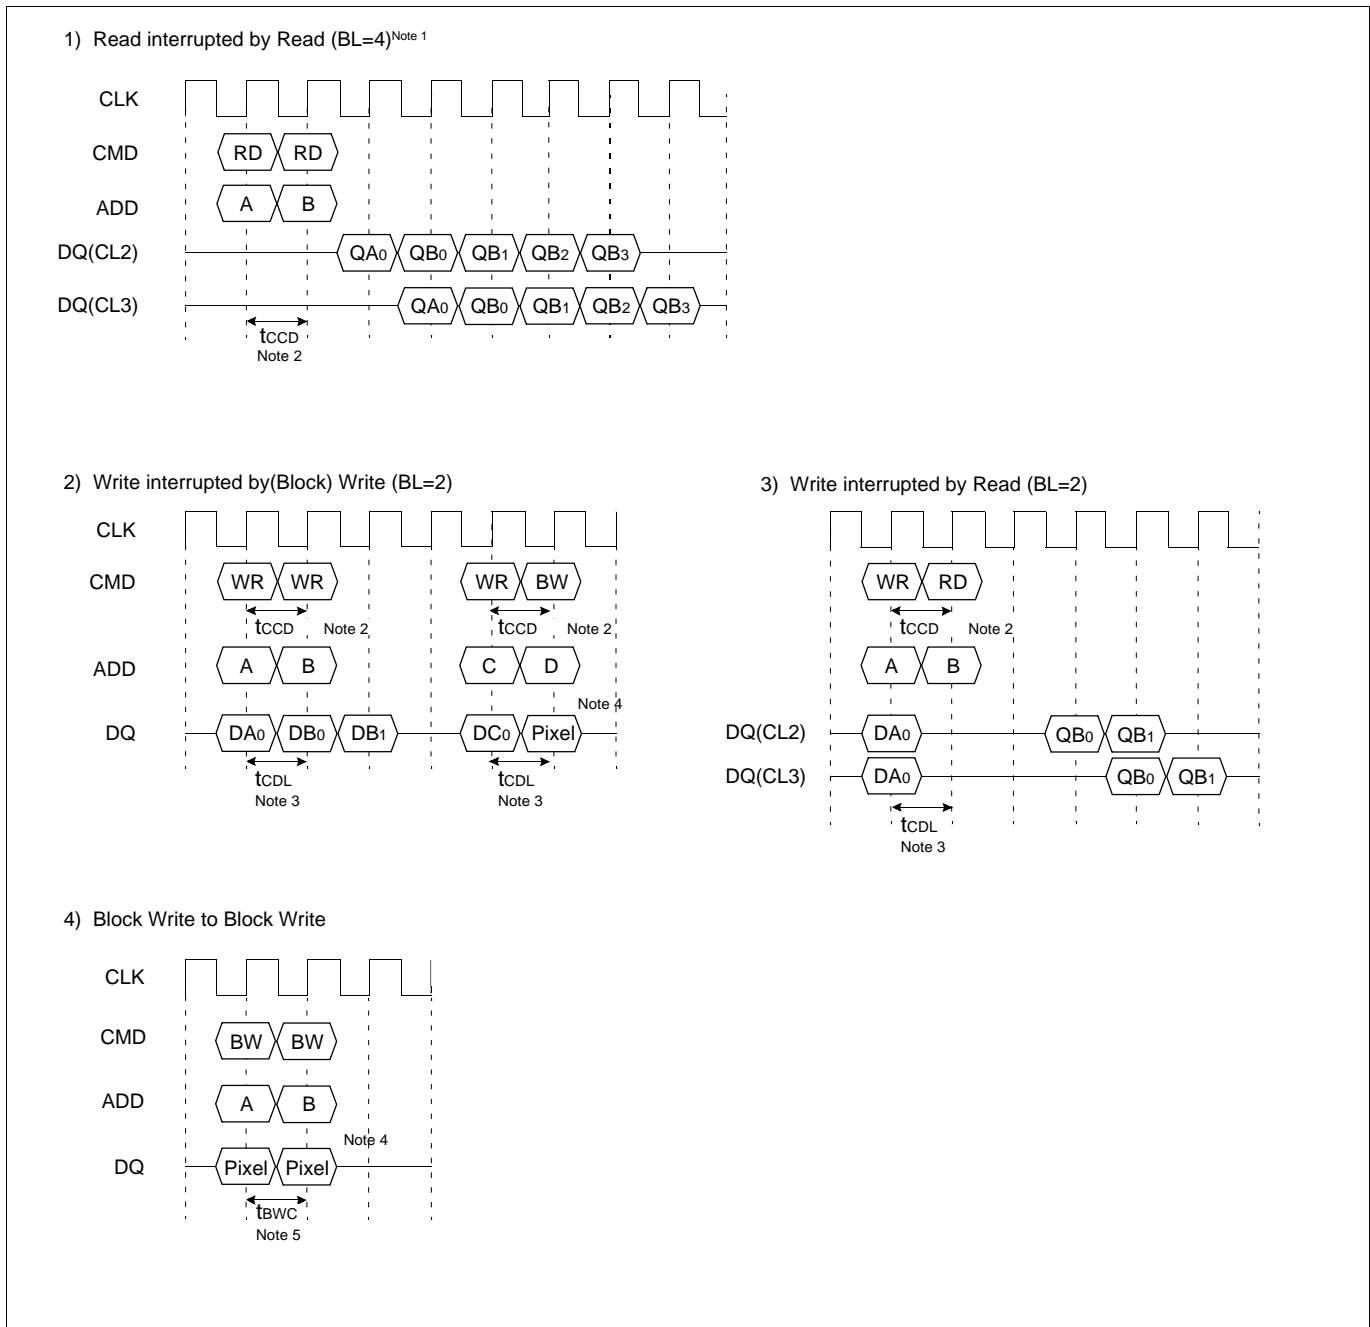 1) Read interrupted by Read (BL=4)Note 1
CLK
CMD RD RD
ADD A B
DQ(CL2) QA0 QB0 QB1 QB2 QB3
DQ(CL3) QA0 QB0 QB1 QB2 QB3
tCCD
Note 2
2) Write interrupted by(Block) Write (BL=2)
CLK
CMD WR WR WR BW
tCCD Note 2 tCCD Note 2
ADD A B C D
Note 4
DQ DA0 DB0 DB1 DC0 Pixel
tCDL tCDL
Note 3 Note 3
3) Write interrupted by Read (BL=2)
CLK
CMD WR RD
tCCD Note 2
ADD A B
DQ(CL2) DA0 QB0 QB1
DQ(CL3) DA0 QB0 QB1
tCDL
Note 3
4) Block Write to Block Write
CLK
CMD BW BW
ADD A B
Note 4
DQ Pixel Pixel
tBWC
Note 5